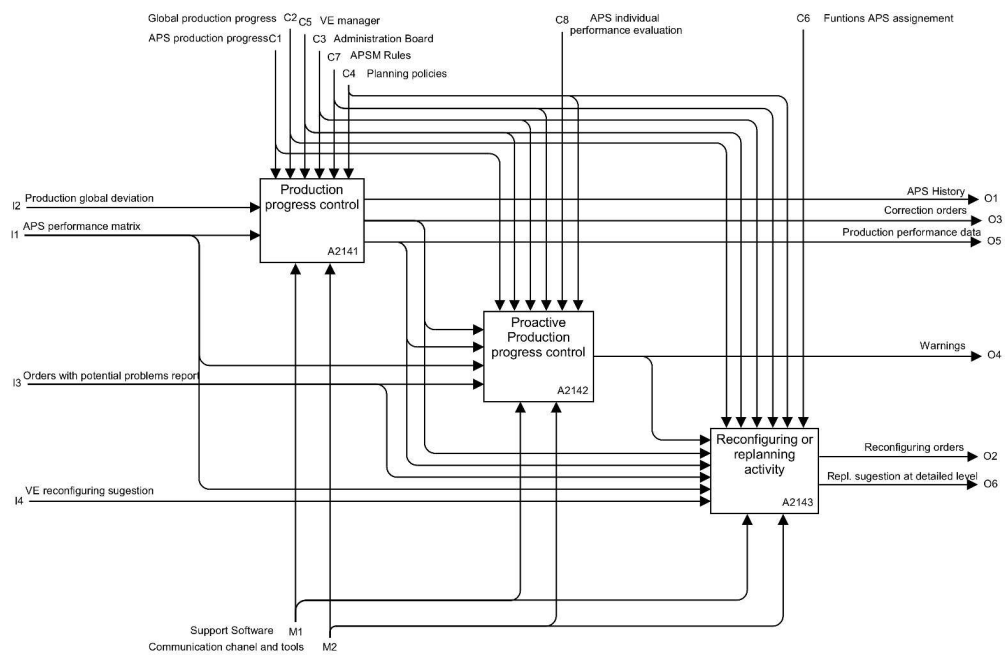 Global production progress C2
C5 VE manager
APS production progress C1
C3 Administration Board
C7 APSM Rules
C4 Planning policies
C8 APS individual
performance evaluation
C6 Funtions APS assignement
Production
progress control
A2141
I2 Production global deviation
I1 APS performance matrix
APS History O1
Correction orders O3
Production performance data O5
Proactive
Production
progress control
A2142
Warnings O4
I3 Orders with potential problems report
Reconfiguring or
replanning
activity
A2143
Reconfiguring orders O2
Repl. sugestion at detailed level O6
I4 VE reconfiguring sugestion
Support Software M1
Communication chanel and tools M2